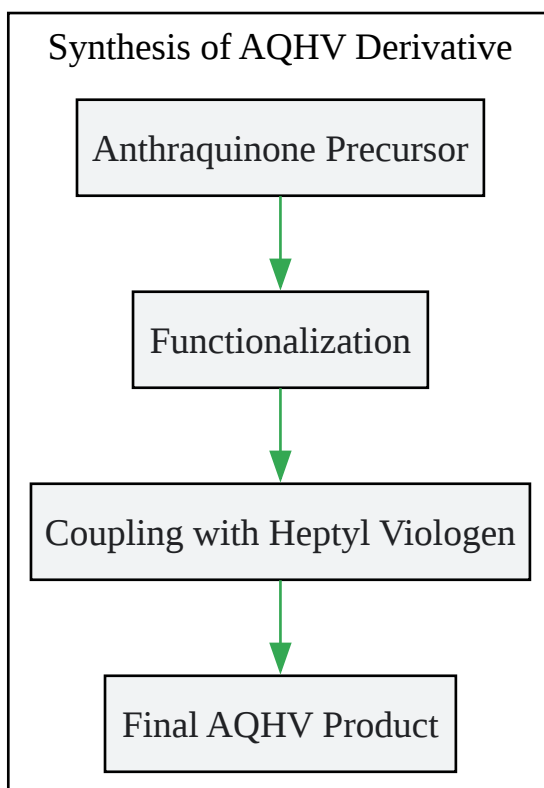 Synthesis of AQHV Derivative
Anthraquinone Precursor
Functionalization
Coupling with Heptyl Viologen
Final AQHV Product